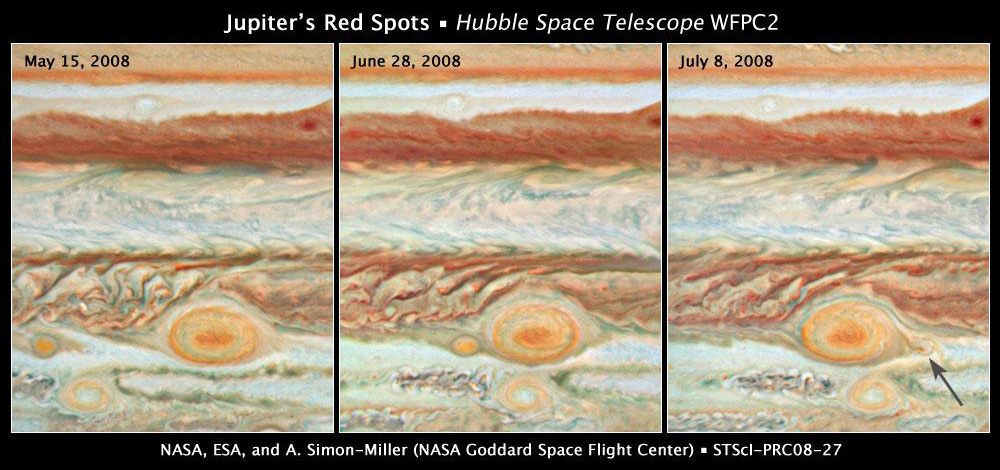 Jupiter's Red Spots ▪ Hubble Space Telescope WFPC2
May 15, 2008
June 28, 2008
July 8, 2008
NASA, ESA, and A. Simon-Miller (NASA Goddard Space Flight Center) ▪ STScI-PRC08-27